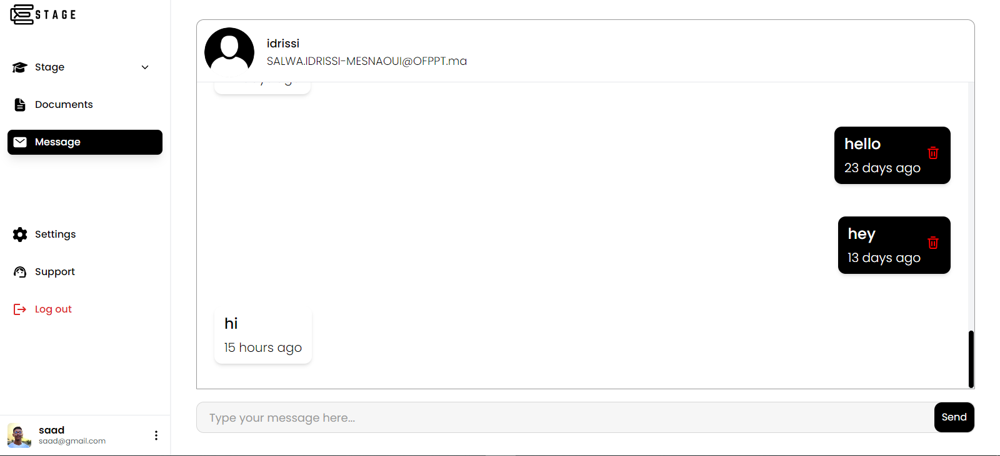 STAGE
Stage
Documents
Message
Settings
Support
Log out
saad
saad@gmail.com
idrissi
SALWA.IDRISSI-MESNAOUI@OFPPT.ma
hello
23 days ago
hey
13 days ago
hi
15 hours ago
Type your message here...
Send